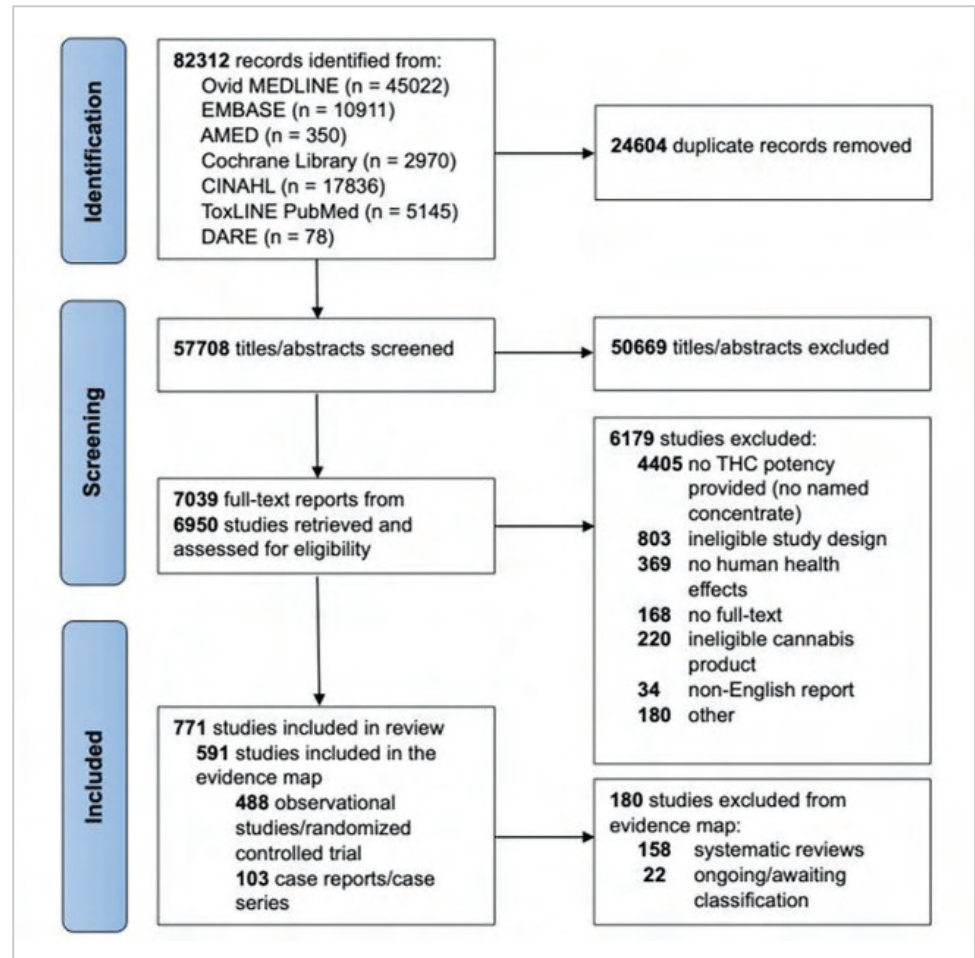 Identification
82312 records identified from:
Ovid MEDLINE (n = 45022)
EMBASE (n = 10911)
AMED (n = 350)
Cochrane Library (n = 2970)
CINAHL (n = 17836)
ToxLINE PubMed (n = 5145)
DARE (n = 78)
24604 duplicate records removed
Screening
57708 titles/abstracts screened
50669 titles/abstracts excluded
7039 full-text reports from
6950 studies retrieved and
assessed for eligibility
6179 studies excluded:
4405 no THC potency
provided (no named
concentrate)
803 ineligible study design
369 no human health
effects
168 no full-text
220 ineligible cannabis
product
34 non-English report
180 other
Included
771 studies included in review
591 studies included in the
evidence map
488 observational
studies/randomized
controlled trial
103 case reports/case
series
180 studies excluded from
evidence map:
158 systematic reviews
22 ongoing/awaiting
classification